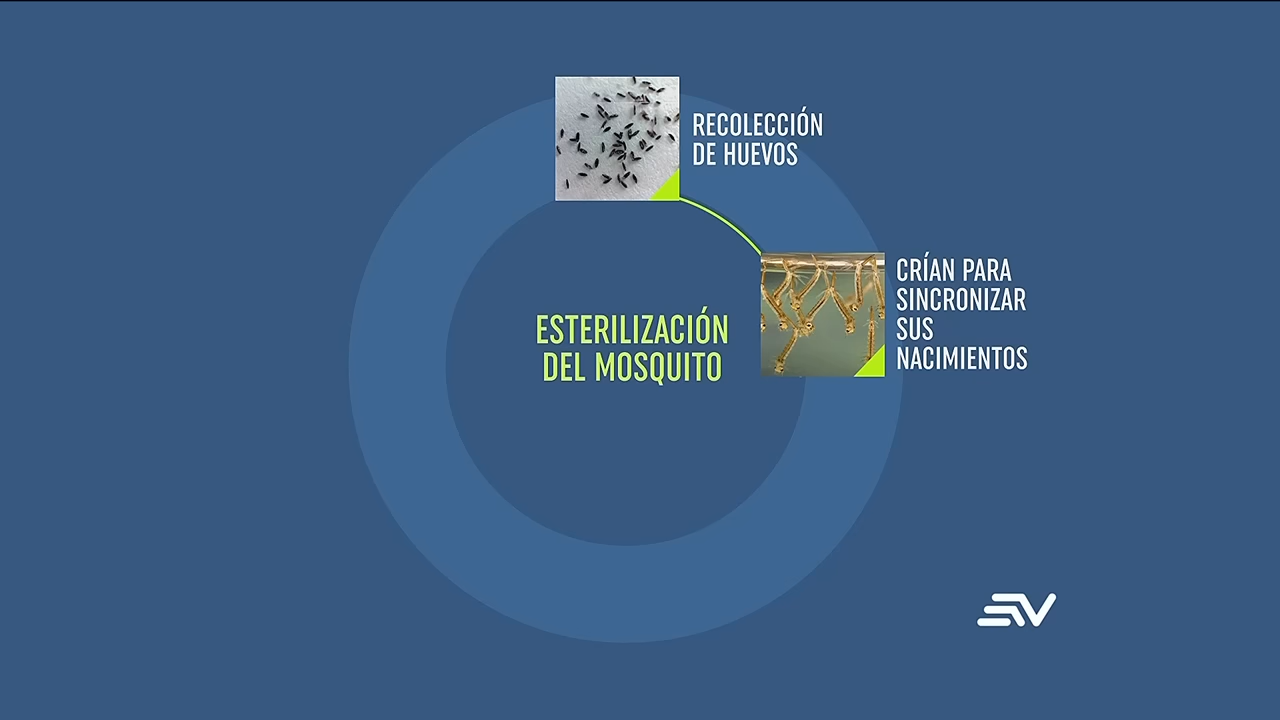 RECOLECCIÓN
DE HUEVOS
CRÍAN PARA
SINCRONIZAR
SUS
NACIMIENTOS
ESTERILIZACIÓN
DEL MOSQUITO